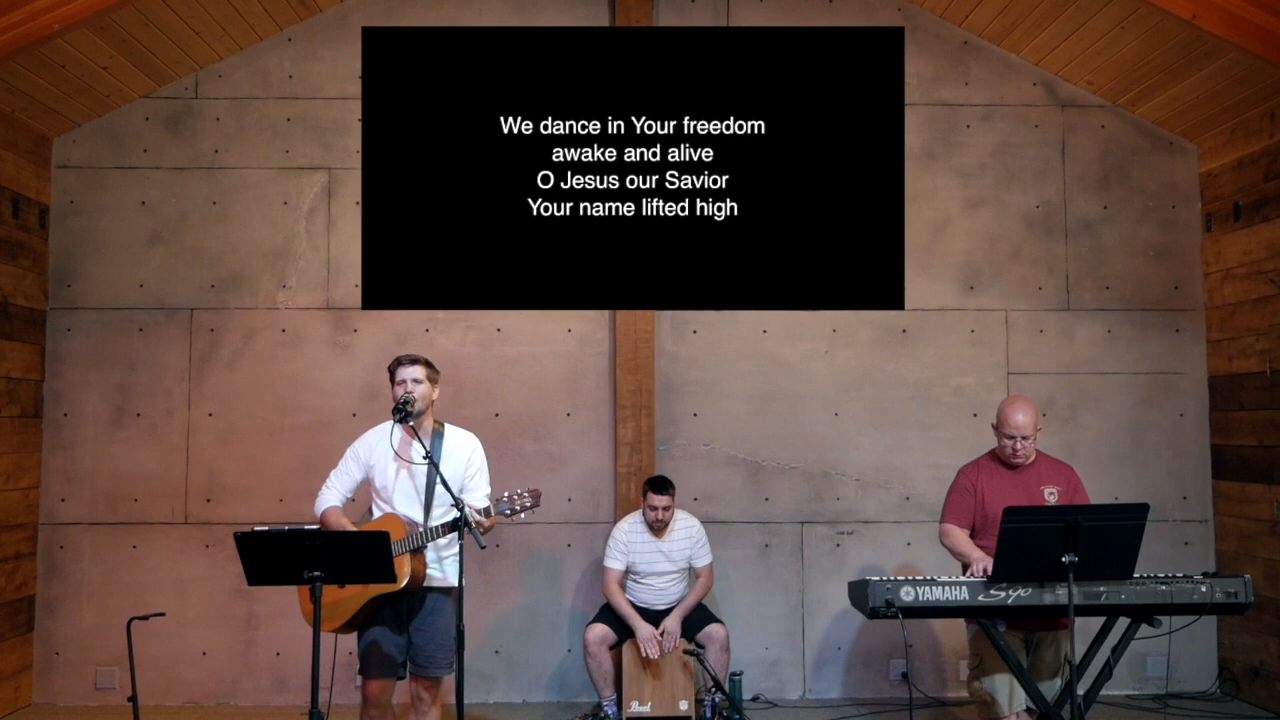 We dance in Your freedom
awake and alive
O Jesus our Savior
Your name lifted high
YAMAHA S90
Pearl